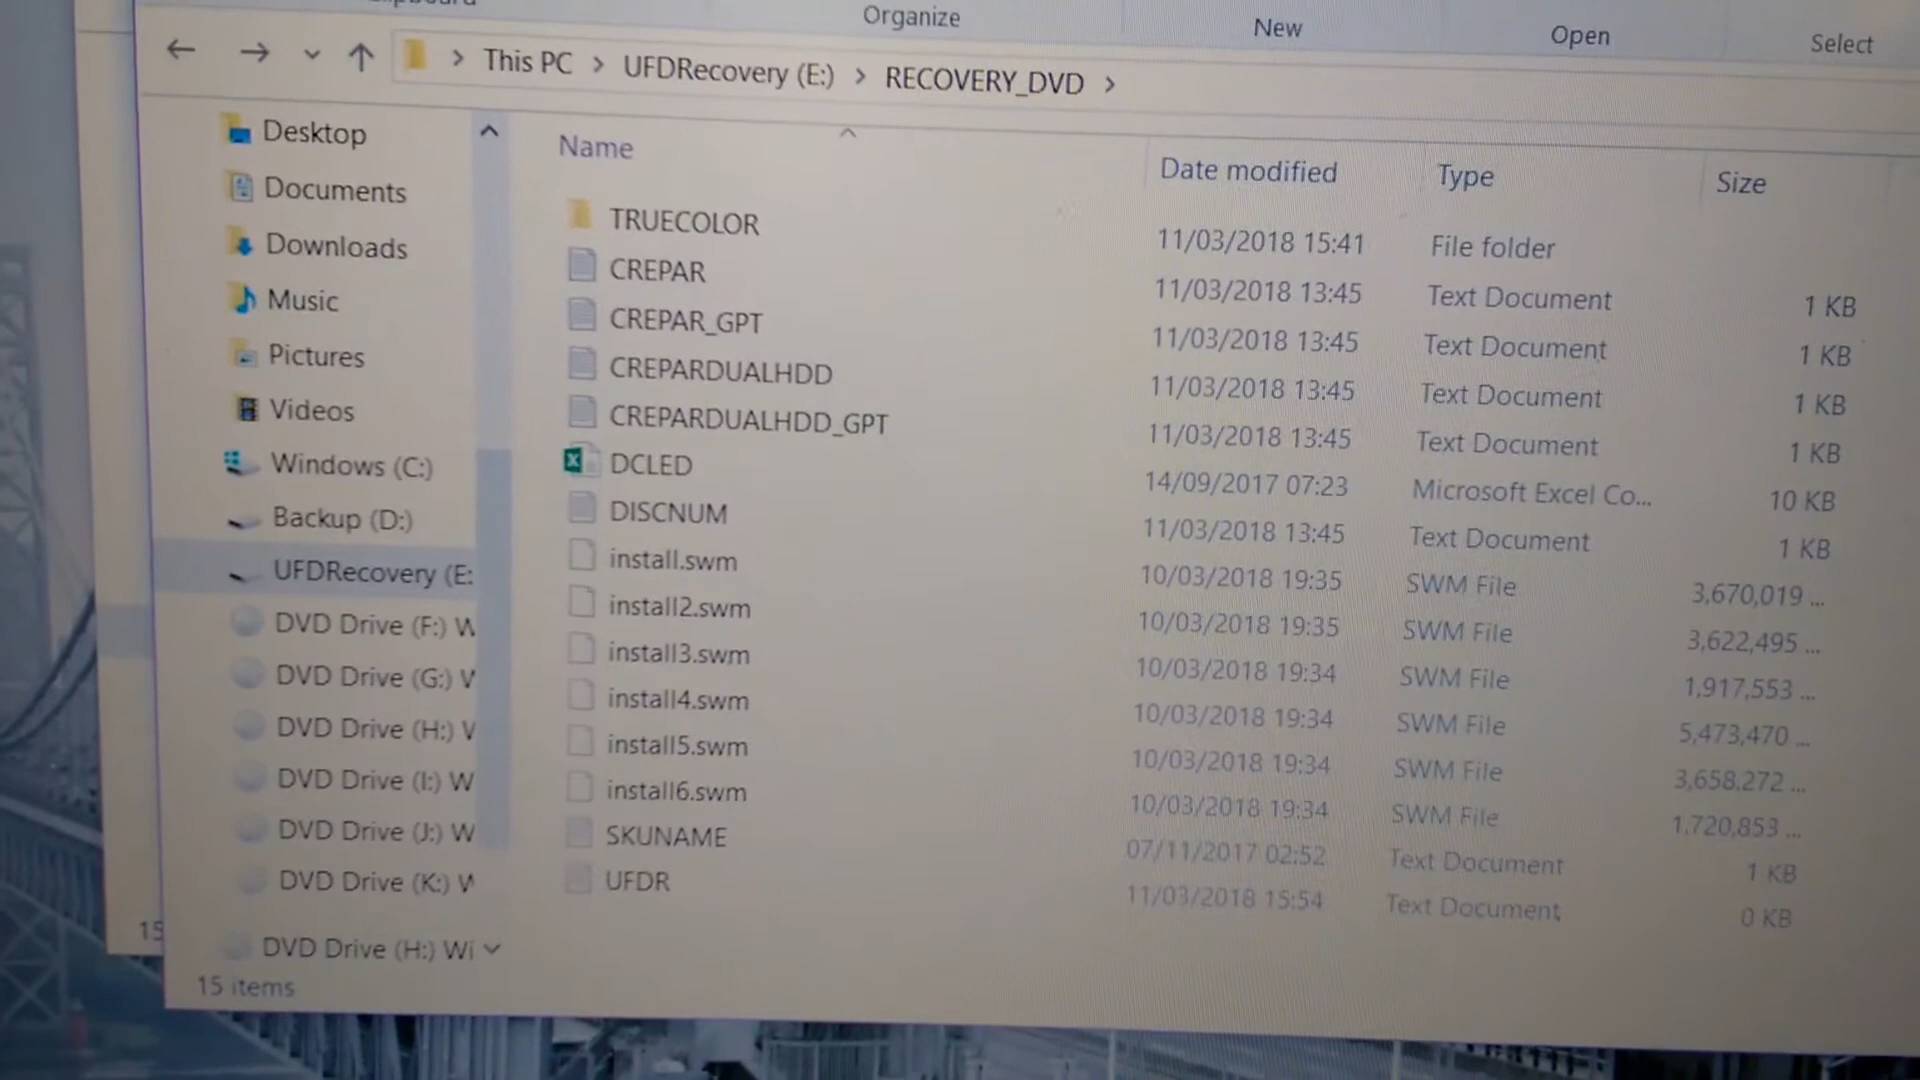 Organize New Open Select
This PC > UFDRecovery (E:) > RECOVERY_DVD >
Desktop
Documents
Downloads
Music
Pictures
Videos
Windows (C:)
Backup (D:)
UFDRecovery (E:
DVD Drive (F:) W
DVD Drive (G:) V
DVD Drive (H:) V
DVD Drive (I:) W
DVD Drive (J:) W
DVD Drive (K:) V
DVD Drive (H:) Wi
Name Date modified Type Size
TRUECOLOR 11/03/2018 15:41 File folder
CREPAR 11/03/2018 13:45 Text Document 1 KB
CREPAR_GPT 11/03/2018 13:45 Text Document 1 KB
CREPARDUALHDD 11/03/2018 13:45 Text Document 1 KB
CREPARDUALHDD_GPT 11/03/2018 13:45 Text Document 1 KB
DCLED 14/09/2017 07:23 Microsoft Excel Co... 10 KB
DISCNUM 11/03/2018 13:45 Text Document 1 KB
install.swm 10/03/2018 19:35 SWM File 3,670,019 ...
install2.swm 10/03/2018 19:35 SWM File 3,622,495 ...
install3.swm 10/03/2018 19:34 SWM File 1,917,553 ...
install4.swm 10/03/2018 19:34 SWM File 5,473,470 ...
install5.swm 10/03/2018 19:34 SWM File 3,658,272 ...
install6.swm 10/03/2018 19:34 SWM File 1,720,853 ...
SKUNAME 07/11/2017 02:52 Text Document 1 KB
UFDR 11/03/2018 15:54 Text Document 0 KB
15
15 items